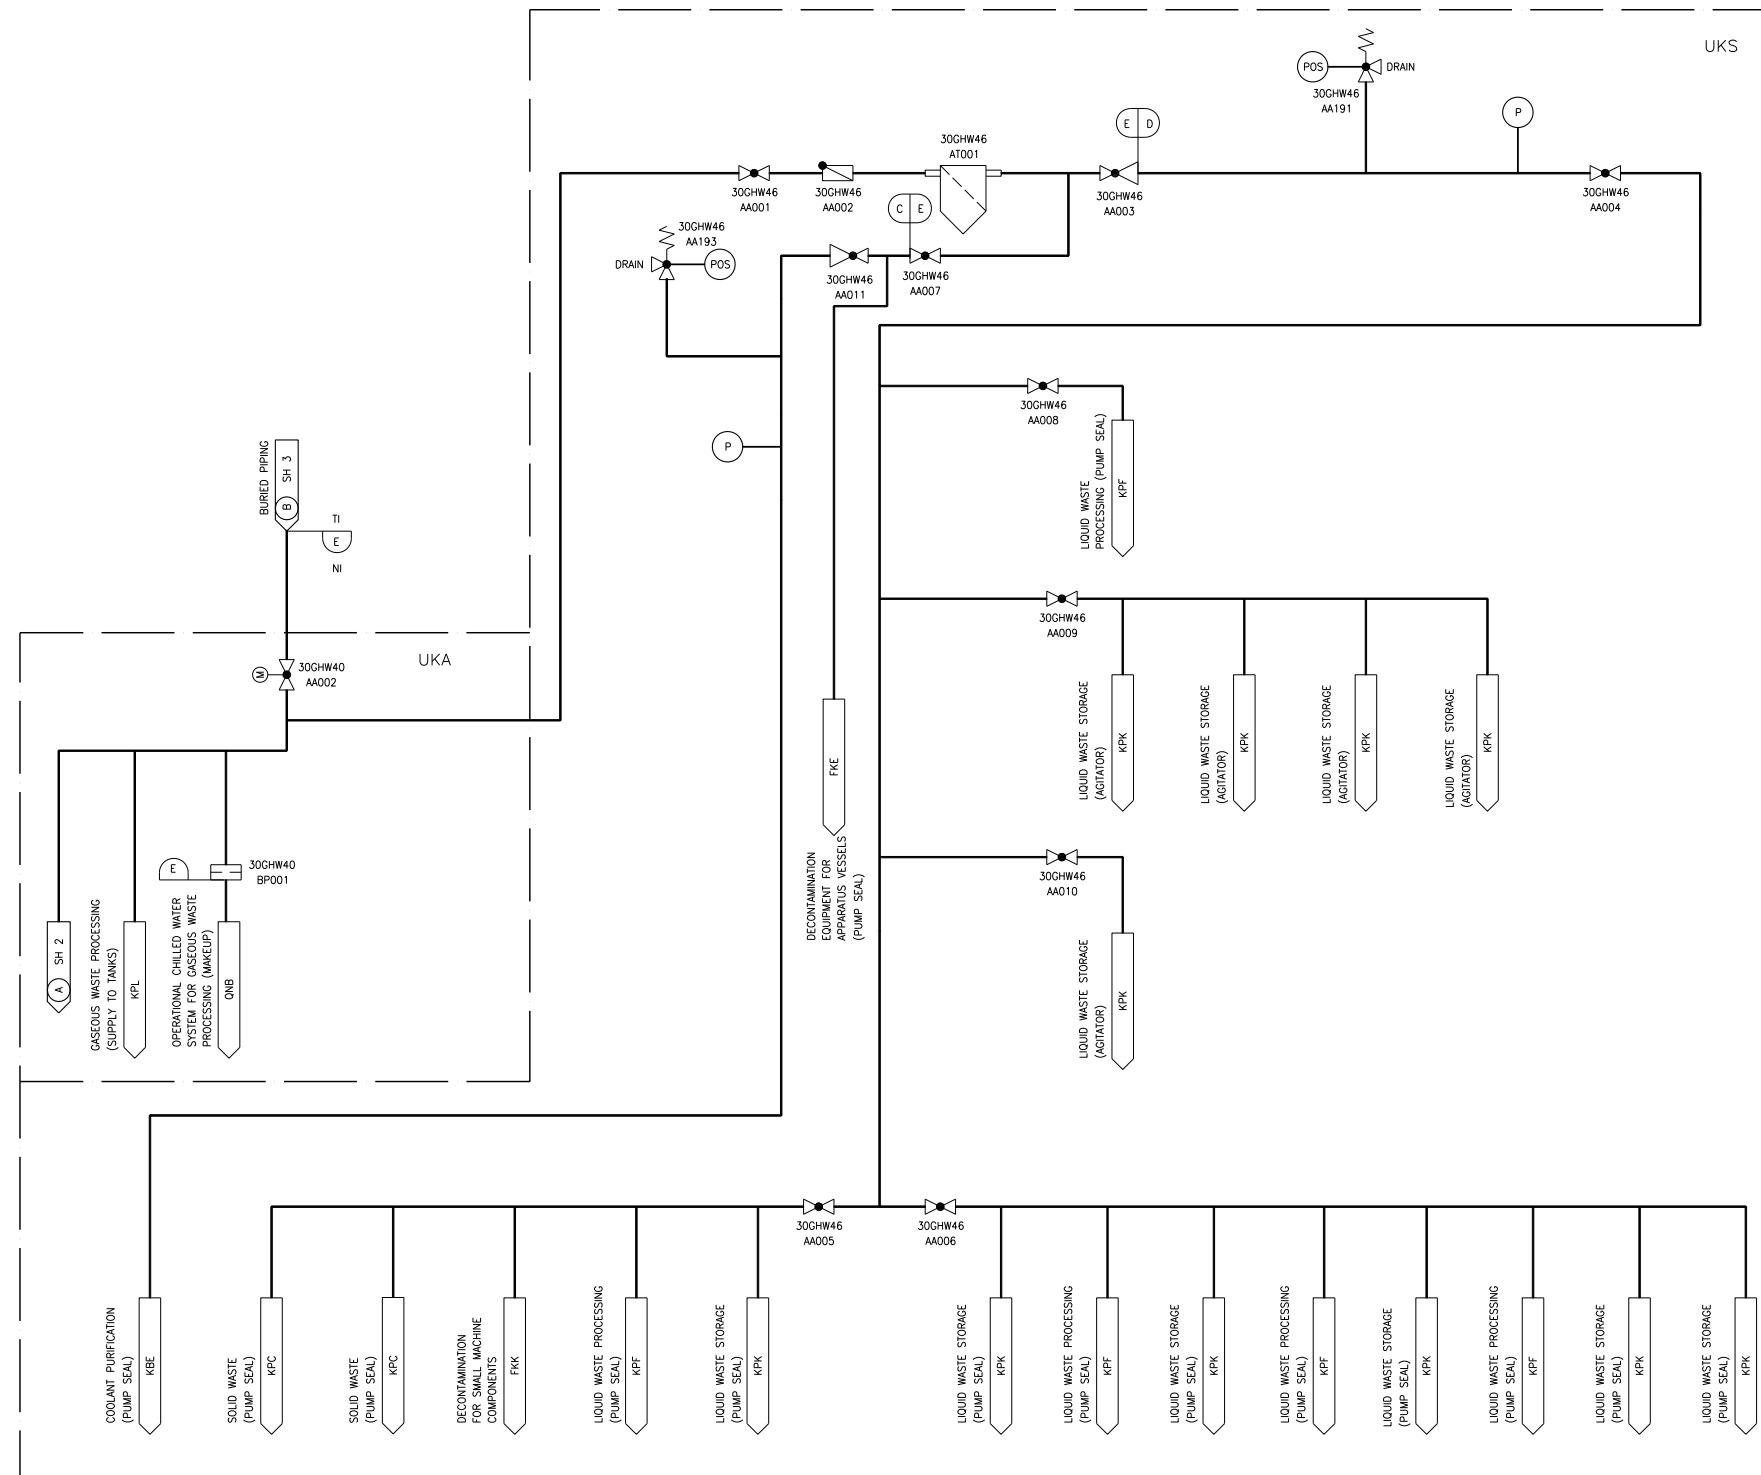 UKS
POS
DRAIN
30GHW46
AA191
P
E D
30GHW46
AT001
30GHW46
AA001
30GHW46
AA002
C E
30GHW46
AA003
30GHW46
AA004
30GHW46
AA193
DRAIN
POS
30GHW46
AA011
30GHW46
AA007
30GHW46
AA008
P
LIQUID WASTE
PROCESSING (PUMP SEAL)
KPF
BURIED PIPING
B SH 3
TI
E
NI
30GHW46
AA009
UKA
M
30GHW40
AA002
LIQUID WASTE STORAGE
(AGITATOR)
KPK
LIQUID WASTE STORAGE
(AGITATOR)
KPK
LIQUID WASTE STORAGE
(AGITATOR)
KPK
LIQUID WASTE STORAGE
(AGITATOR)
KPK
FKE
DECONTAMINATION
EQUIPMENT FOR
APPARATUS VESSELS
(PUMP SEAL)
E
30GHW40
BP001
30GHW46
AA010
A SH 2
GASEOUS WASTE PROCESSING
(SUPPLY TO TANKS)
KPL
OPERATIONAL CHILLED WATER
SYSTEM FOR GASEOUS WASTE
PROCESSING (MAKEUP)
QNB
LIQUID WASTE STORAGE
(AGITATOR)
KPK
30GHW46
AA005
30GHW46
AA006
COOLANT PURIFICATION
(PUMP SEAL)
KBE
SOLID WASTE
(PUMP SEAL)
KPC
SOLID WASTE
(PUMP SEAL)
KPC
DECONTAMINATION
FOR SMALL MACHINE
COMPONENTS
FKK
LIQUID WASTE PROCESSING
(PUMP SEAL)
KPF
LIQUID WASTE STORAGE
(PUMP SEAL)
KPK
LIQUID WASTE STORAGE
(PUMP SEAL)
KPK
LIQUID WASTE PROCESSING
(PUMP SEAL)
KPF
LIQUID WASTE STORAGE
(PUMP SEAL)
KPK
LIQUID WASTE PROCESSING
(PUMP SEAL)
KPF
LIQUID WASTE STORAGE
(PUMP SEAL)
KPK
LIQUID WASTE PROCESSING
(PUMP SEAL)
KPF
LIQUID WASTE STORAGE
(PUMP SEAL)
KPK
LIQUID WASTE STORAGE
(PUMP SEAL)
KPK